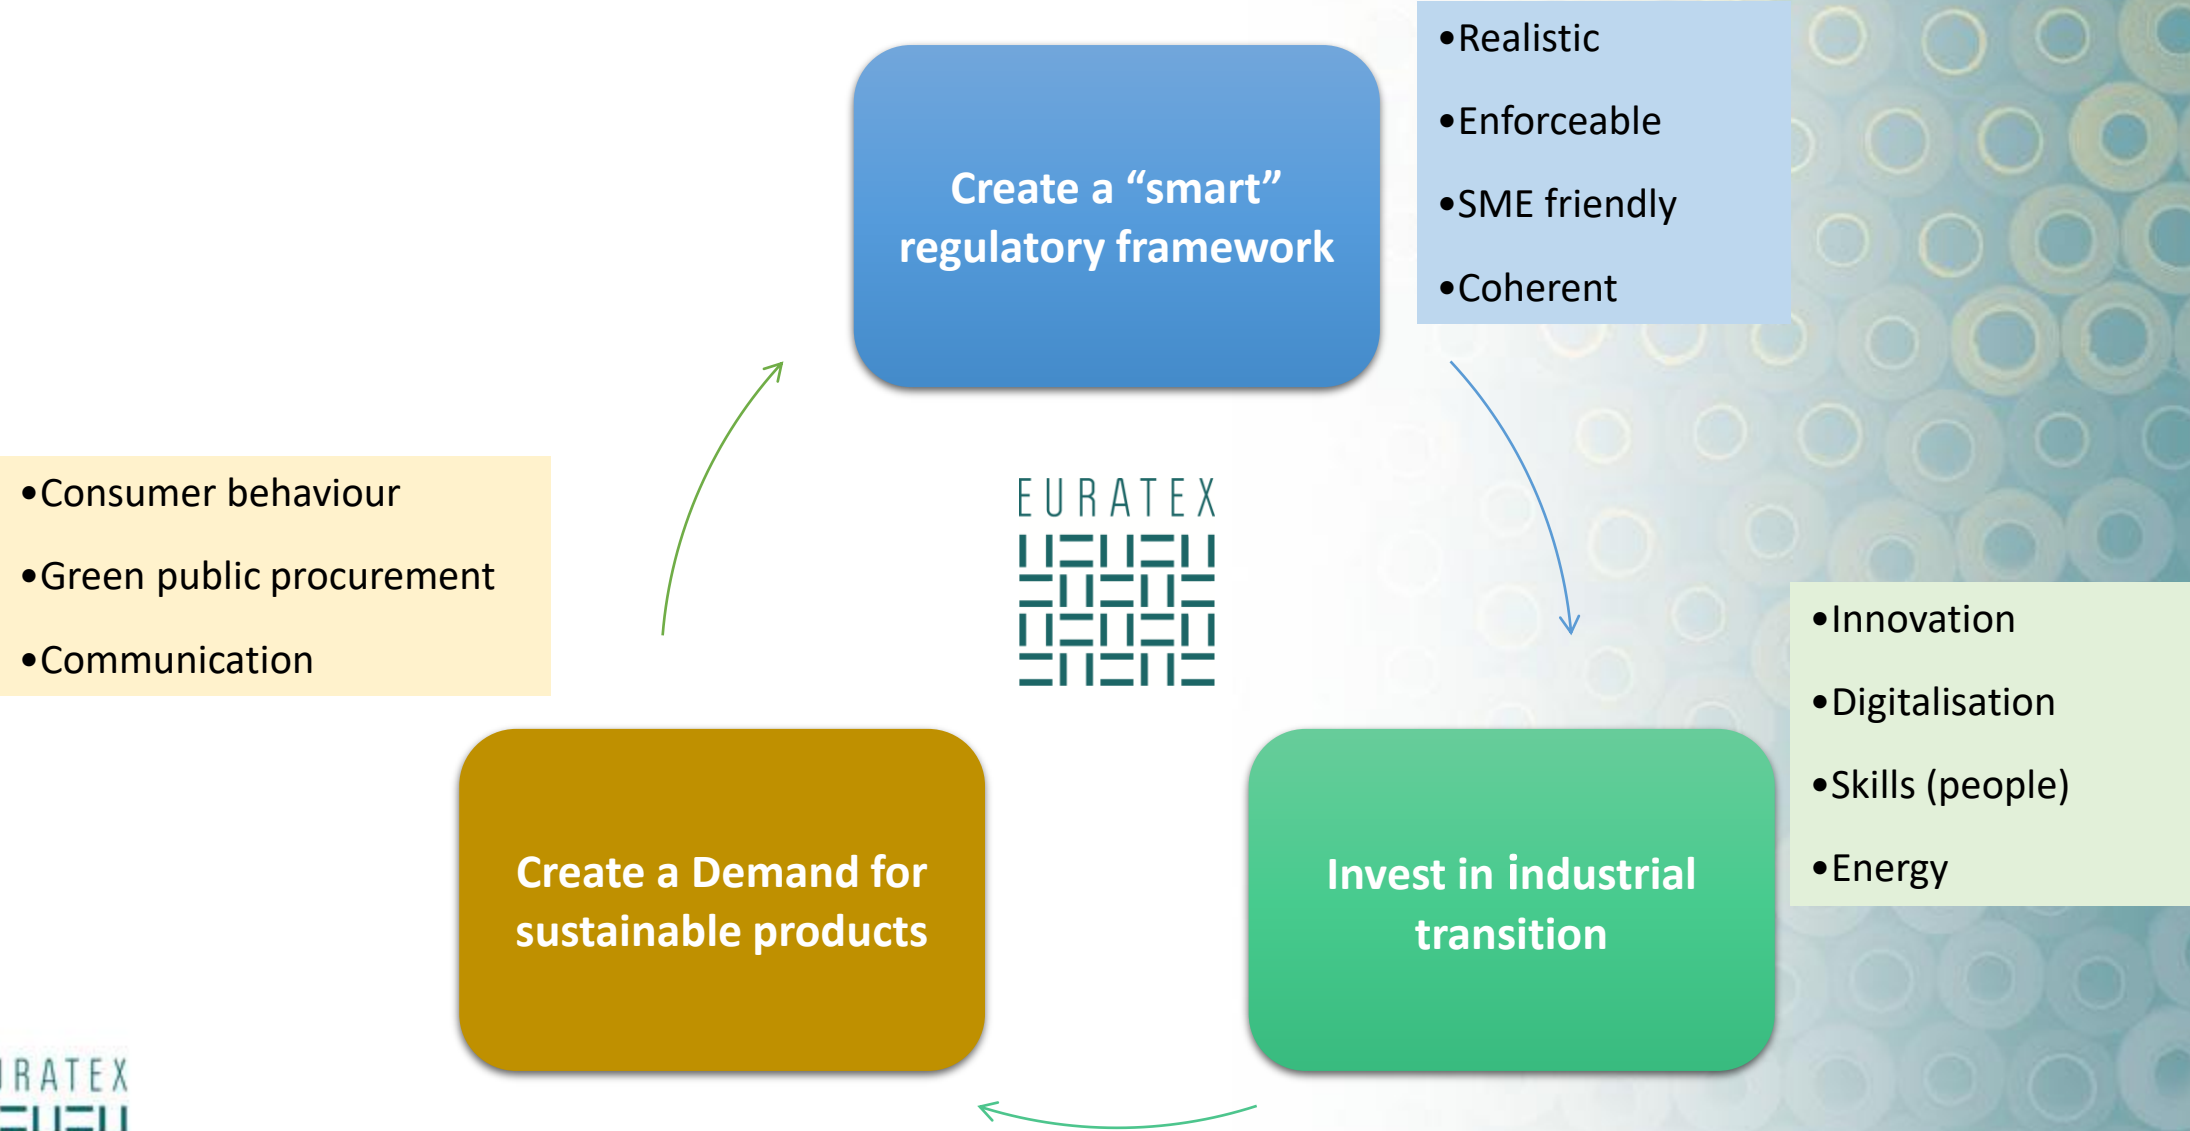 Create a “smart”
regulatory framework
•Realistic
•Enforceable
•SME friendly
•Coherent
EURATEX
•Consumer behaviour
•Green public procurement
•Communication
•Innovation
•Digitalisation
•Skills (people)
•Energy
Create a Demand for
sustainable products
Invest in industrial
transition
RATEX